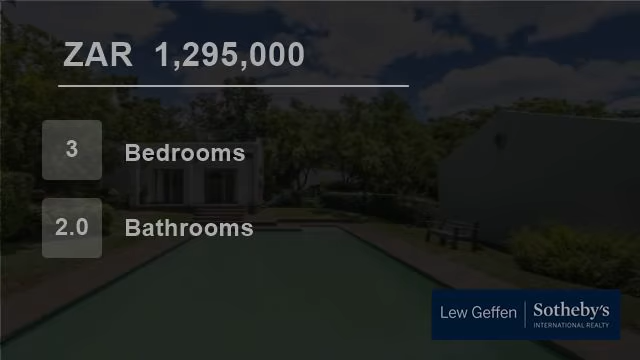 ZAR 1,295,000
3 Bedrooms
2.0 Bathrooms
Lew Geffen | Sotheby's
INTERNATIONAL REALTY